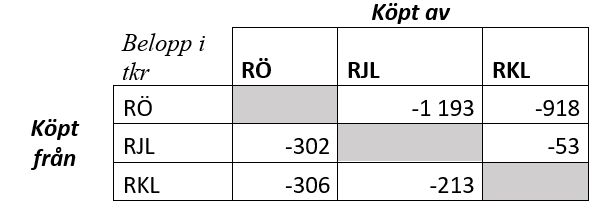 Köpt av
Belopp i
tkr RÖ RJL RKL
RÖ -1 193 -918
Köpt
från
RJL -302 -53
RKL -306 -213